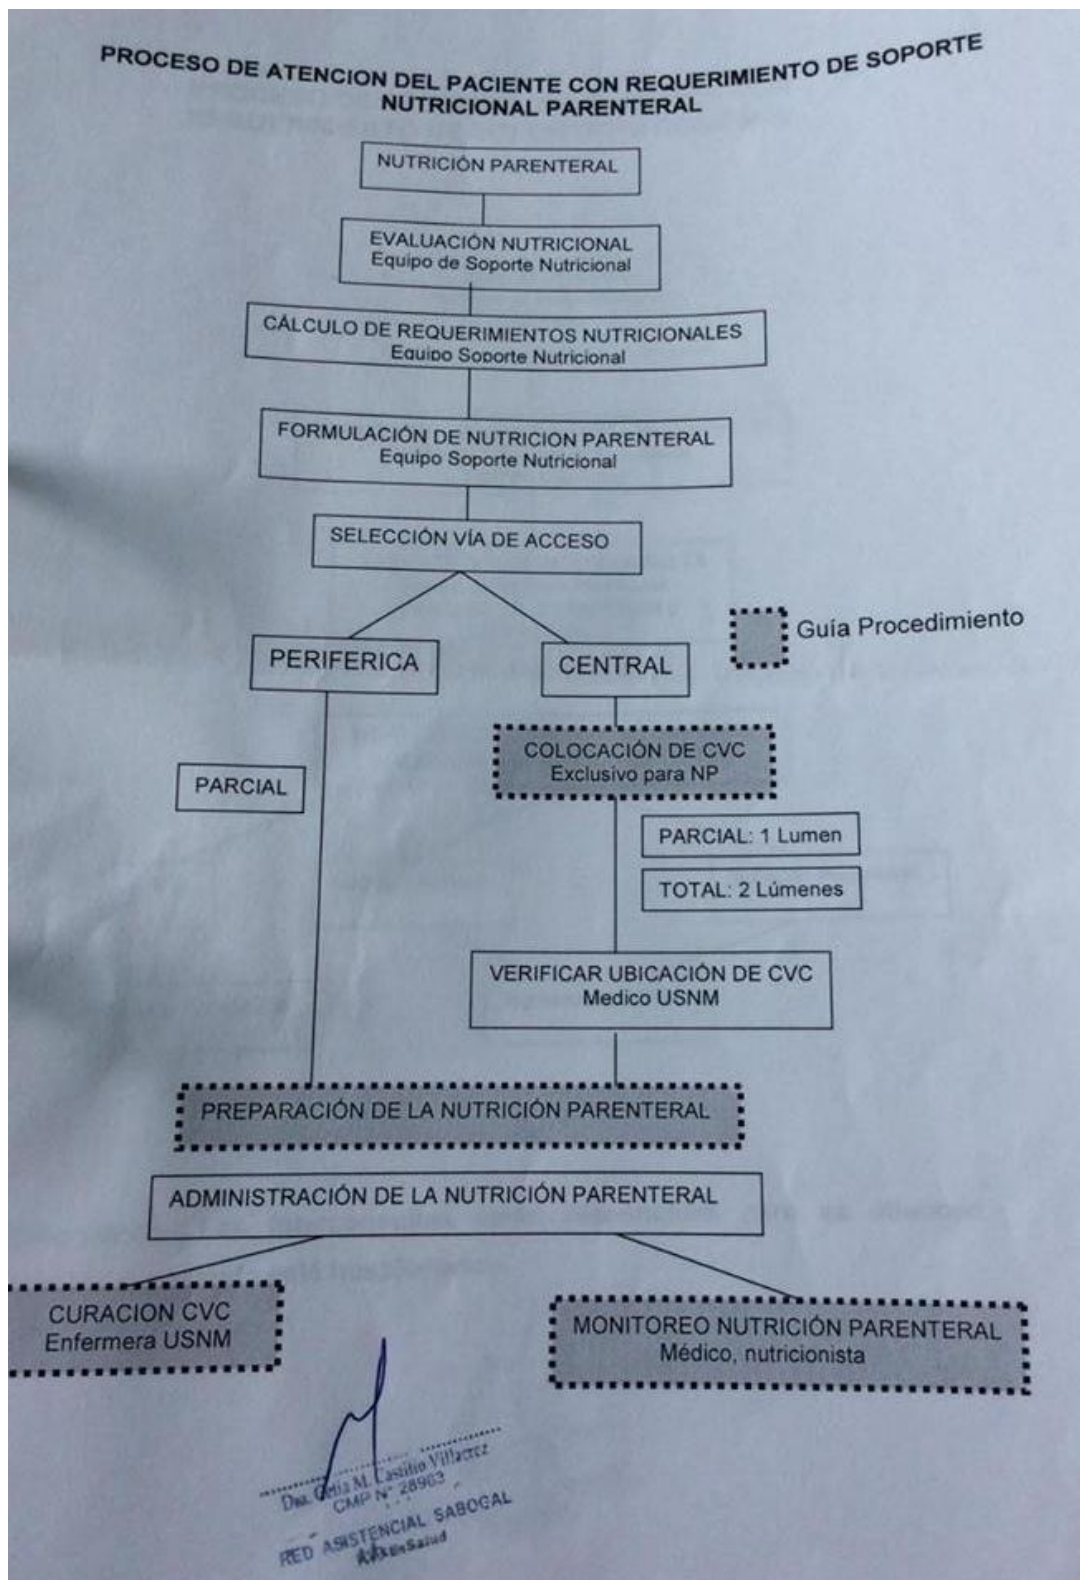 PROCESO DE ATENCION DEL PACIENTE CON REQUERIMIENTO DE SOPORTE
NUTRICIONAL PARENTERAL
NUTRICIÓN PARENTERAL
EVALUACIÓN NUTRICIONAL
Equipo de Soporte Nutricional
CÁLCULO DE REQUERIMIENTOS NUTRICIONALES
Equipo Soporte Nutricional
FORMULACIÓN DE NUTRICION PARENTERAL
Equipo Soporte Nutricional
SELECCIÓN VÍA DE ACCESO
Guía Procedimiento
PERIFERICA
CENTRAL
COLOCACIÓN DE CVC
Exclusivo para NP
PARCIAL
PARCIAL: 1 Lumen
TOTAL: 2 Lúmenes
VERIFICAR UBICACIÓN DE CVC
Medico USNM
PREPARACIÓN DE LA NUTRICIÓN PARENTERAL
ADMINISTRACIÓN DE LA NUTRICIÓN PARENTERAL
CURACION CVC
Enfermera USNM
MONITOREO NUTRICIÓN PARENTERAL
Médico, nutricionista
Dra. M. Castillo
CMP N° 28963
RED ASISTENCIAL SABOGAL
EsSalud